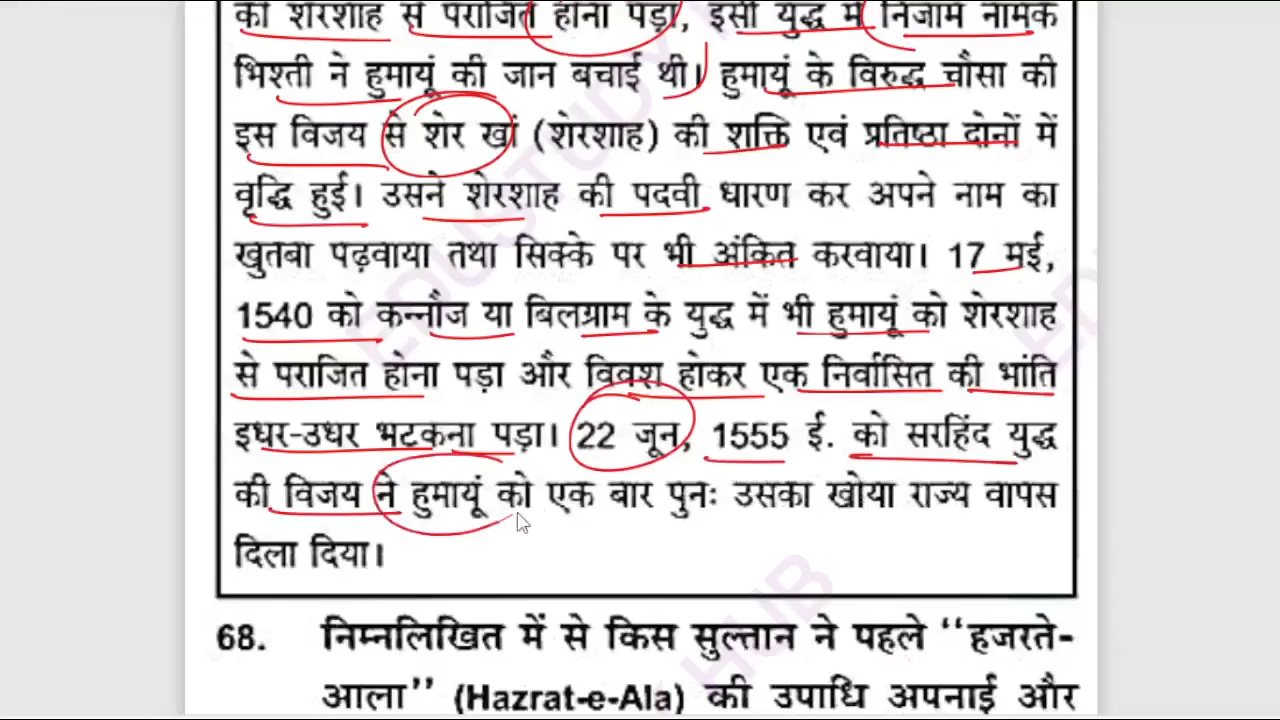 को शेरशाह से पराजित होना पड़ा, इसी युद्ध में निजाम नामक
भिश्ती ने हुमायूं की जान बचाई थी। हुमायूं के विरुद्ध चौसा की
इस विजय से शेर खां (शेरशाह) की शक्ति एवं प्रतिष्ठा दोनों में
वृद्धि हुई। उसने शेरशाह की पदवी धारण कर अपने नाम का
खुतबा पढ़वाया तथा सिक्के पर भी अंकित करवाया। 17 मई,
1540 को कन्नौज या बिलग्राम के युद्ध में भी हुमायूं को शेरशाह
से पराजित होना पड़ा और विवश होकर एक निर्वासित की भांति
इधर-उधर भटकना पड़ा। 22 जून, 1555 ई. को सरहिंद युद्ध
की विजय ने हुमायूं को एक बार पुनः उसका खोया राज्य वापस
दिला दिया।
68. निम्नलिखित में से किस सुल्तान ने पहले ‘‘हजरते-
आला’’ (Hazrat-e-Ala) की उपाधि अपनाई और
EDUSTUDY
HUB